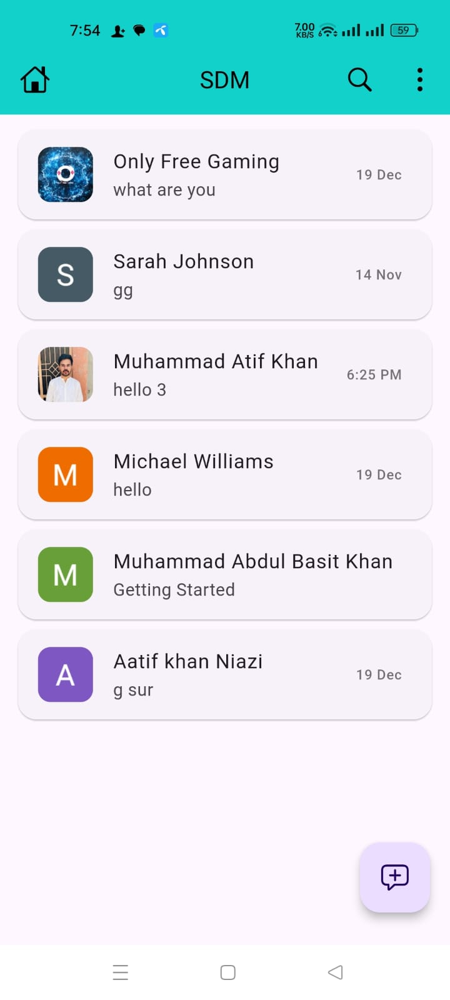 7:54 7.00 KB/S 6 59
SDM
Only Free Gaming
what are you
19 Dec
S
Sarah Johnson
gg
14 Nov
Muhammad Atif Khan
hello 3
6:25 PM
M
Michael Williams
hello
19 Dec
M
Muhammad Abdul Basit Khan
Getting Started
A
Aatif khan Niazi
g sur
19 Dec